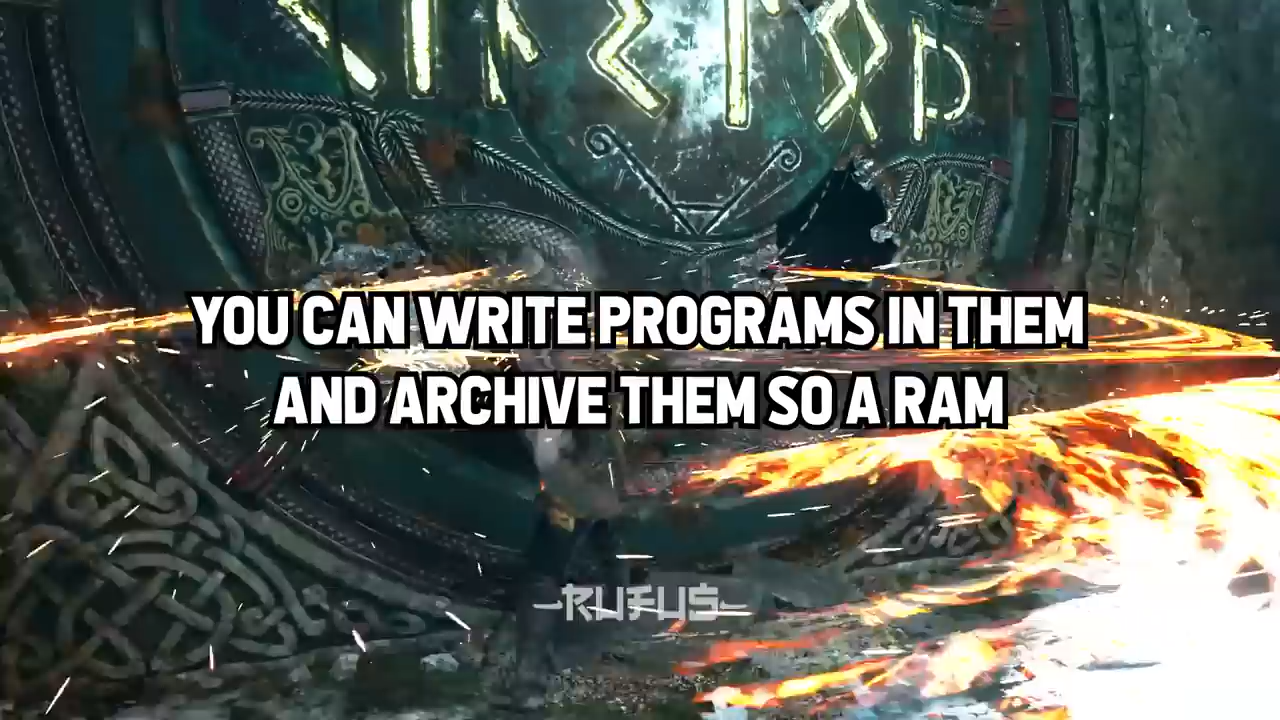 YOU CAN WRITE PROGRAMS IN THEM
AND ARCHIVE THEM SO A RAM
-RUFUS-